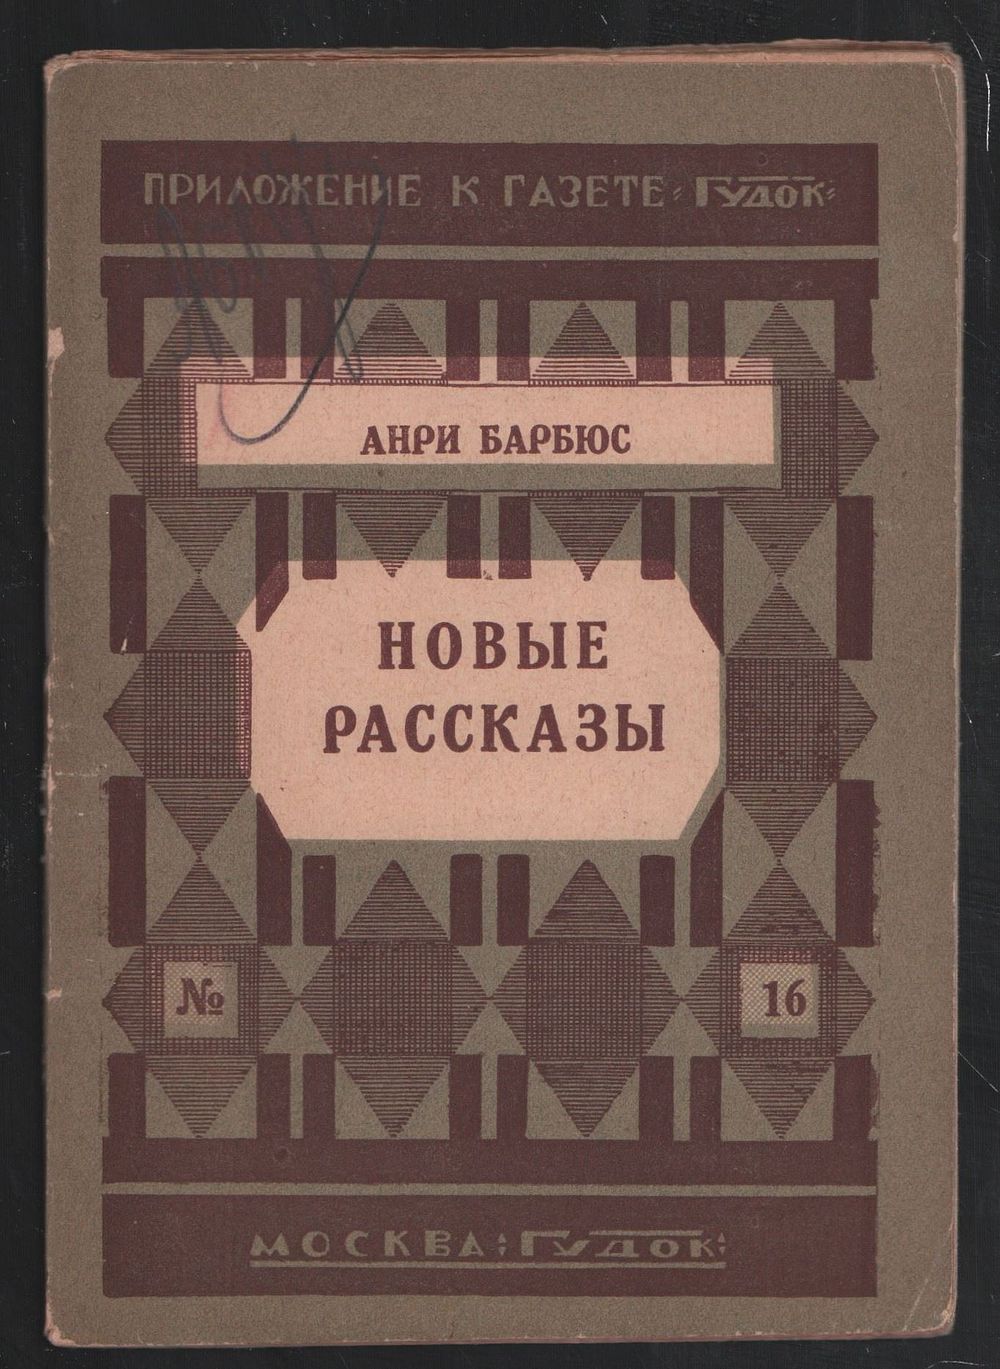 ПРИЛОЖЕНИЕ К ГАЗЕТЕ "ГУДОК"
АНРИ БАРБЮС
НОВЫЕ
РАССКАЗЫ
№ 16
МОСКВА "ГУДОК"